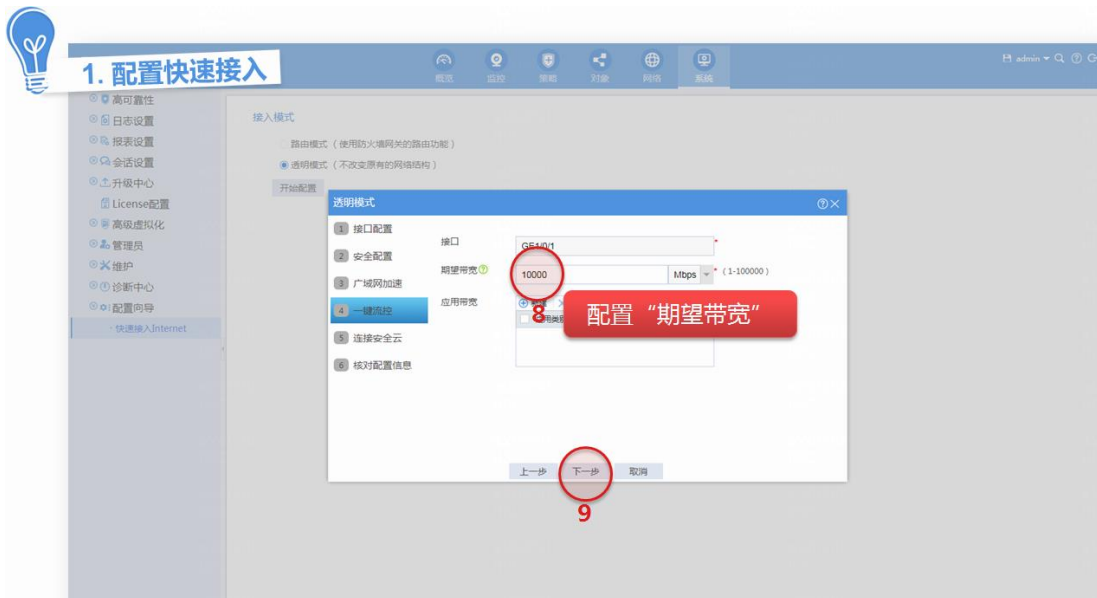 1. 配置快速接入
概览 监控 策略 对象 网络 系统
admin
高可靠性
日志设置
报表设置
会话设置
升级中心
License配置
高级虚拟化
管理员
维护
诊断中心
配置向导
快速接入Internet
接入模式
路由模式（使用防火墙网关的路由功能）
透明模式（不改变原有的网络结构）
开始配置
透明模式
1 接口配置
2 安全配置
3 广域网加速
4 一键流控
5 连接安全云
6 核对配置信息
接口 GE1/0/1 *
期望带宽 10000 Mbps *（1-100000）
应用带宽
8
配置“期望带宽”
上一步 下一步 取消
9